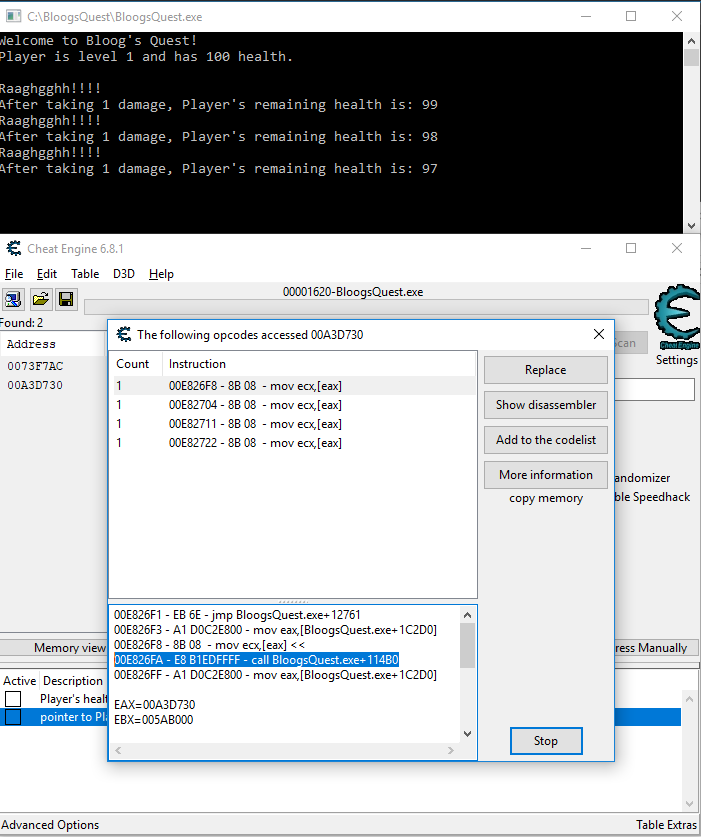 C:\BloogsQuest\BloogsQuest.exe
Welcome to Bloog's Quest!
Player is level 1 and has 100 health.
Raaghgghh!!!!
After taking 1 damage, Player's remaining health is: 99
Raaghgghh!!!!
After taking 1 damage, Player's remaining health is: 98
Raaghgghh!!!!
After taking 1 damage, Player's remaining health is: 97
Cheat Engine 6.8.1
File Edit Table D3D Help
00001620-BloogsQuest.exe
Found: 2
Address
0073F7AC
00A3D730
can
Cheat Engine
Settings
andomizer
ble Speedhack
The following opcodes accessed 00A3D730
Count Instruction
1 00E826F8 - 8B 08 - mov ecx,[eax]
1 00E82704 - 8B 08 - mov ecx,[eax]
1 00E82711 - 8B 08 - mov ecx,[eax]
1 00E82722 - 8B 08 - mov ecx,[eax]
Replace
Show disassembler
Add to the codelist
More information
copy memory
00E826F1 - EB 6E - jmp BloogsQuest.exe+12761
00E826F3 - A1 D0C2E800 - mov eax,[BloogsQuest.exe+1C2D0]
00E826F8 - 8B 08 - mov ecx,[eax] <<
00E826FA - E8 B1EDFFFF - call BloogsQuest.exe+114B0
00E826FF - A1 D0C2E800 - mov eax,[BloogsQuest.exe+1C2D0]
EAX=00A3D730
EBX=005AB000
Stop
Memory view
ress Manually
Active Description
Player's healt
pointer to Pla
Advanced Options
Table Extras